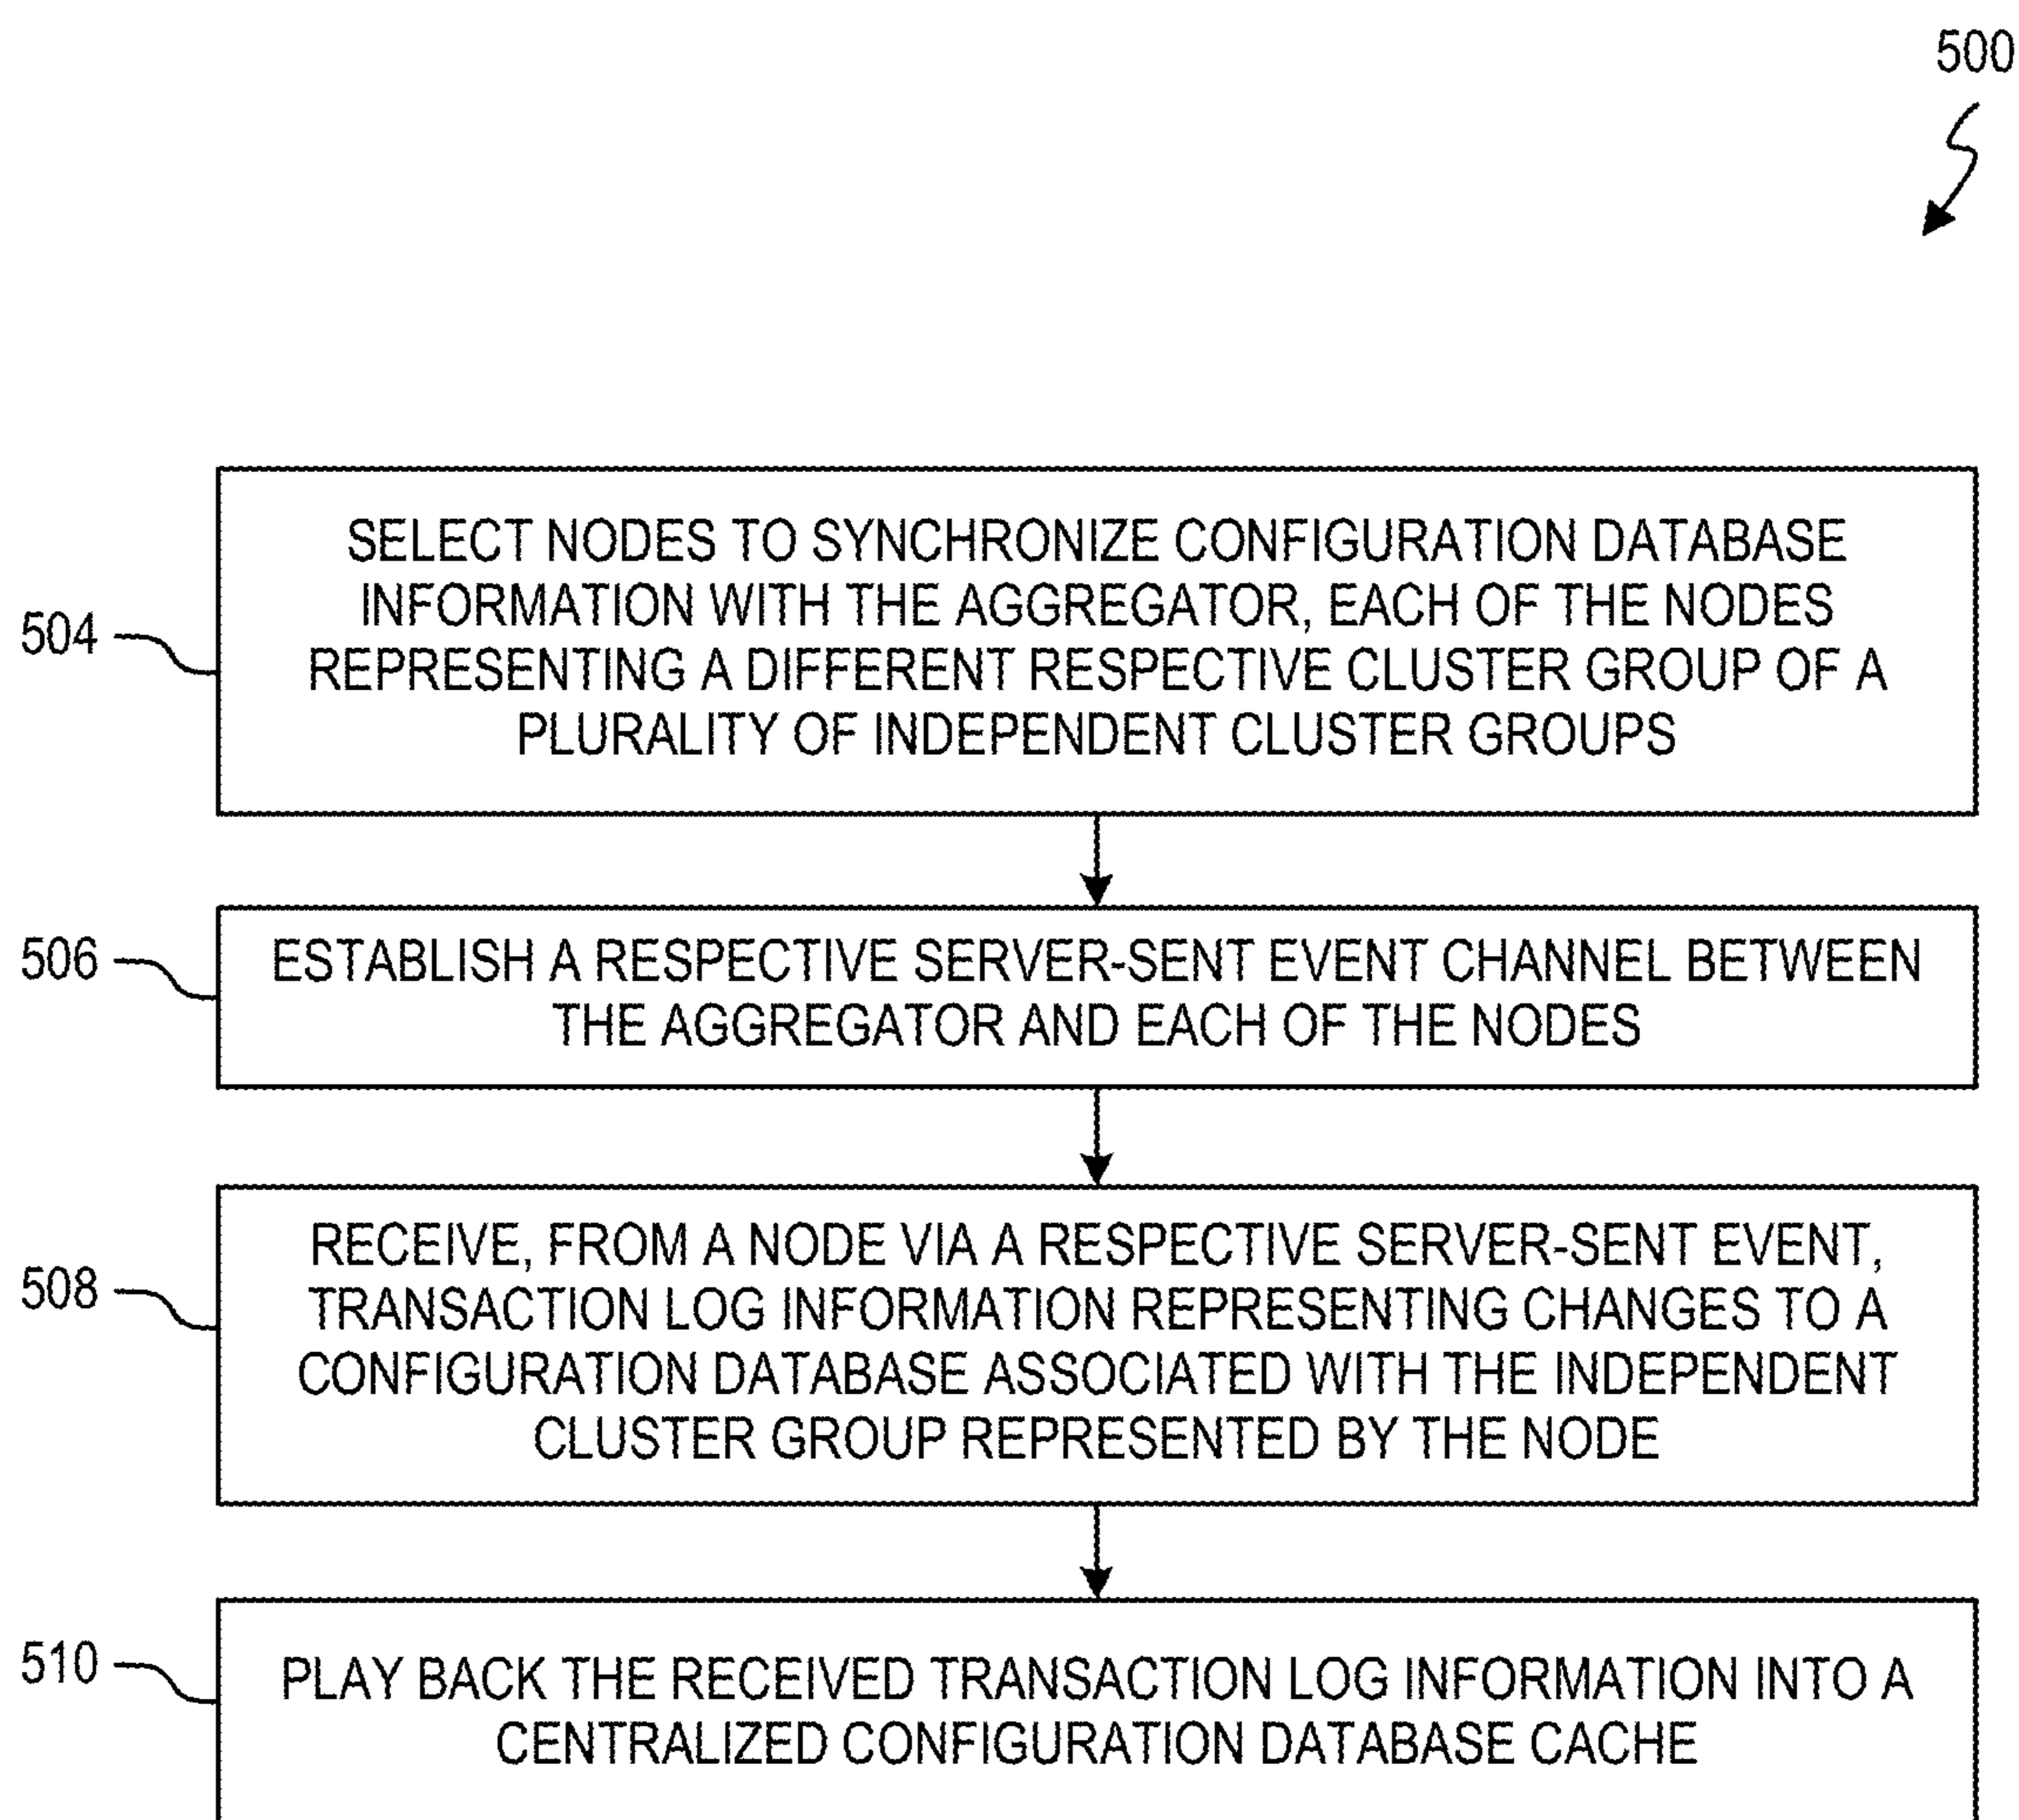 500
504
SELECT NODES TO SYNCHRONIZE CONFIGURATION DATABASE
INFORMATION WITH THE AGGREGATOR, EACH OF THE NODES
REPRESENTING A DIFFERENT RESPECTIVE CLUSTER GROUP OF A
PLURALITY OF INDEPENDENT CLUSTER GROUPS
506
ESTABLISH A RESPECTIVE SERVER-SENT EVENT CHANNEL BETWEEN
THE AGGREGATOR AND EACH OF THE NODES
508
RECEIVE, FROM A NODE VIA A RESPECTIVE SERVER-SENT EVENT,
TRANSACTION LOG INFORMATION REPRESENTING CHANGES TO A
CONFIGURATION DATABASE ASSOCIATED WITH THE INDEPENDENT
CLUSTER GROUP REPRESENTED BY THE NODE
510
PLAY BACK THE RECEIVED TRANSACTION LOG INFORMATION INTO A
CENTRALIZED CONFIGURATION DATABASE CACHE